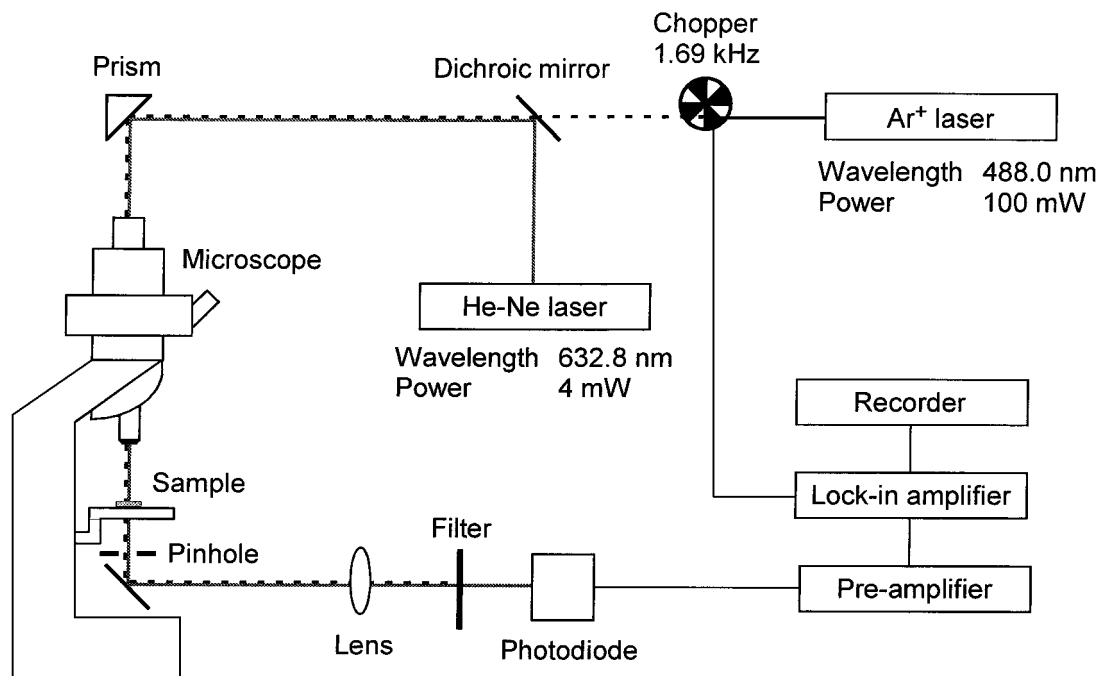 Chopper
1.69 kHz
Prism
Dichroic mirror
Ar+ laser
Wavelength 488.0 nm
Power 100 mW
Microscope
He-Ne laser
Wavelength 632.8 nm
Power 4 mW
Recorder
Sample
Lock-in amplifier
Filter
Pinhole
Pre-amplifier
Lens
Photodiode